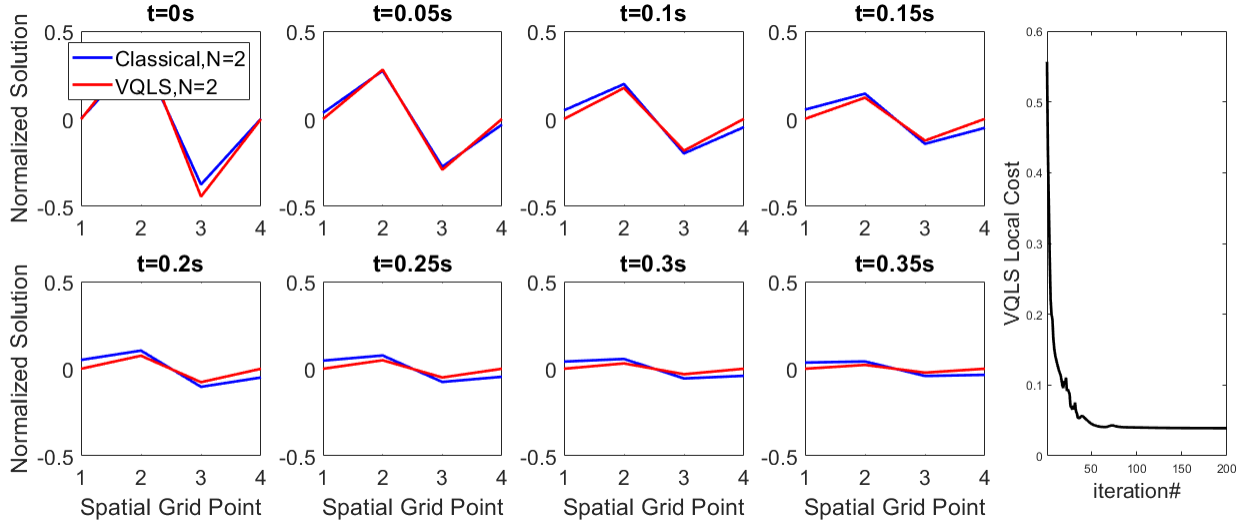 t=0s
t=0.05s
t=0.1s
t=0.15s
Normalized Solution
0.5
0
-0.5
1 2 3 4
Classical,N=2
VQLS,N=2
0.5
0
-0.5
1 2 3 4
0.5
0
-0.5
1 2 3 4
0.5
0
-0.5
1 2 3 4
t=0.2s
t=0.25s
t=0.3s
t=0.35s
Normalized Solution
0.5
0
-0.5
1 2 3 4
Spatial Grid Point
0.5
0
-0.5
1 2 3 4
Spatial Grid Point
0.5
0
-0.5
1 2 3 4
Spatial Grid Point
0.5
0
-0.5
1 2 3 4
Spatial Grid Point
VQLS Local Cost
0.6
0.5
0.4
0.3
0.2
0.1
0
50 100 150 200
iteration#